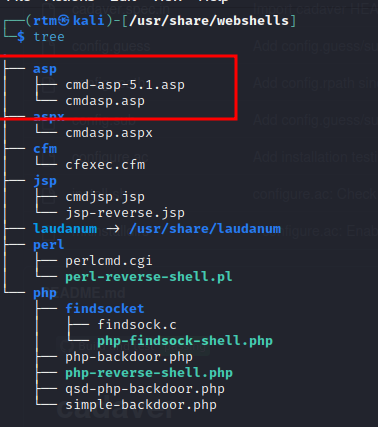 ┌──(rtm㉿kali)-[/usr/share/webshells]
└─$ tree
.
├── asp
│   ├── cmd-asp-5.1.asp
│   └── cmdasp.asp
├── aspx
│   └── cmdasp.aspx
├── cfm
│   └── cfexec.cfm
├── jsp
│   ├── cmdjsp.jsp
│   └── jsp-reverse.jsp
├── laudanum → /usr/share/laudanum
├── perl
│   ├── perlcmd.cgi
│   └── perl-reverse-shell.pl
└── php
    ├── findsocket
    │   ├── findsock.c
    │   └── php-findsock-shell.php
    ├── php-backdoor.php
    ├── php-reverse-shell.php
    ├── qsd-php-backdoor.php
    └── simple-backdoor.php